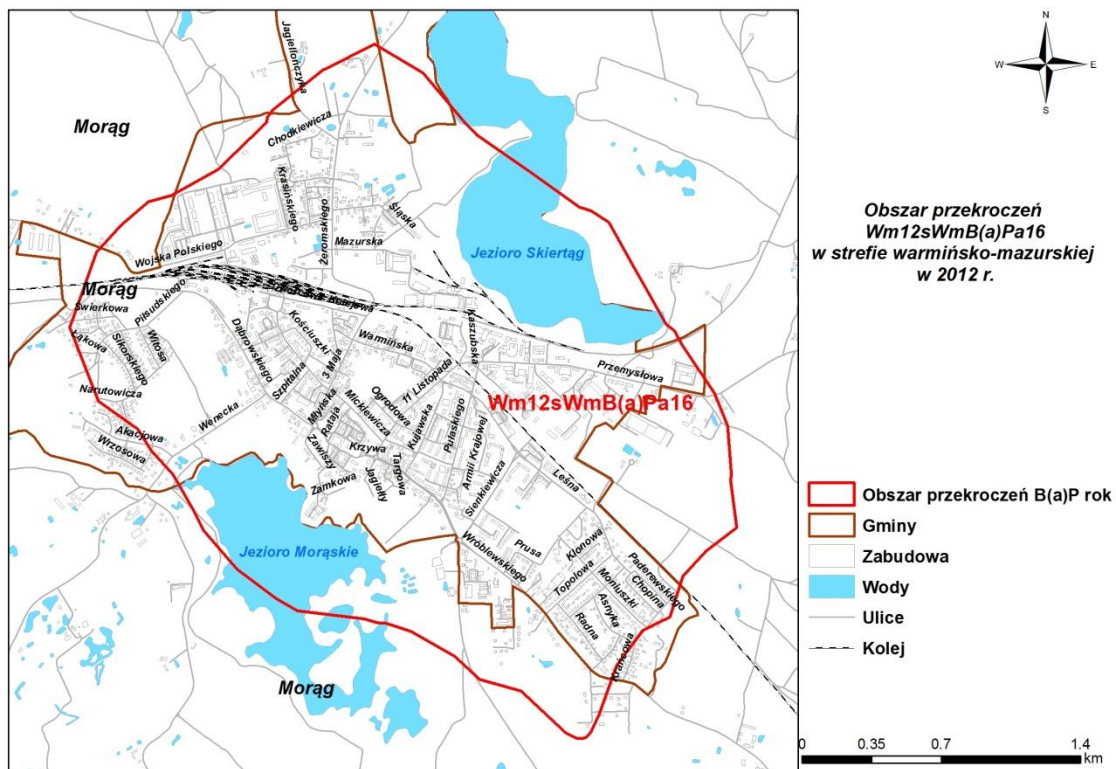 N
W
E
S
Obszar przekroczeń
Wm12sWmB(a)Pa16
w strefie warmińsko-mazurskiej
w 2012 r.
Morąg
Jagiellończyka
Chodkiewicza
Krasińskiego
Żeromskiego
Śląska
Mazurska
Wojska Polskiego
Jezioro Skiertąg
Morąg
Świerkowa
Piłsudskiego
Łąkowa
Sikorskiego
Witosa
Narutowicza
Akacjowa
Wrzosowa
Wenecka
Dąbrowskiego
Kościuszki
Szpitalna
3 Maja
Warmińska
Kaszubska
Przemysłowa
11 Listopada
Ogrodowa
Mickiewicza
Młyńska
Rataja
Kujawska
Pułaskiego
Wm12sWmB(a)Pa16
Armii Krajowej
Sienkiewicza
Zawiszy
Krzywa
Targowa
Jagiełły
Zamkowa
Leśna
Jezioro Morąskie
Wróblewskiego
Prusa
Klonowa
Topolowa
Moniuszki
Paderewskiego
Chopina
Asnyka
Radna
Krańcowa
Morąg
Obszar przekroczeń B(a)P rok
Gminy
Zabudowa
Wody
Ulice
Kolej
0 0.35 0.7 1.4
km